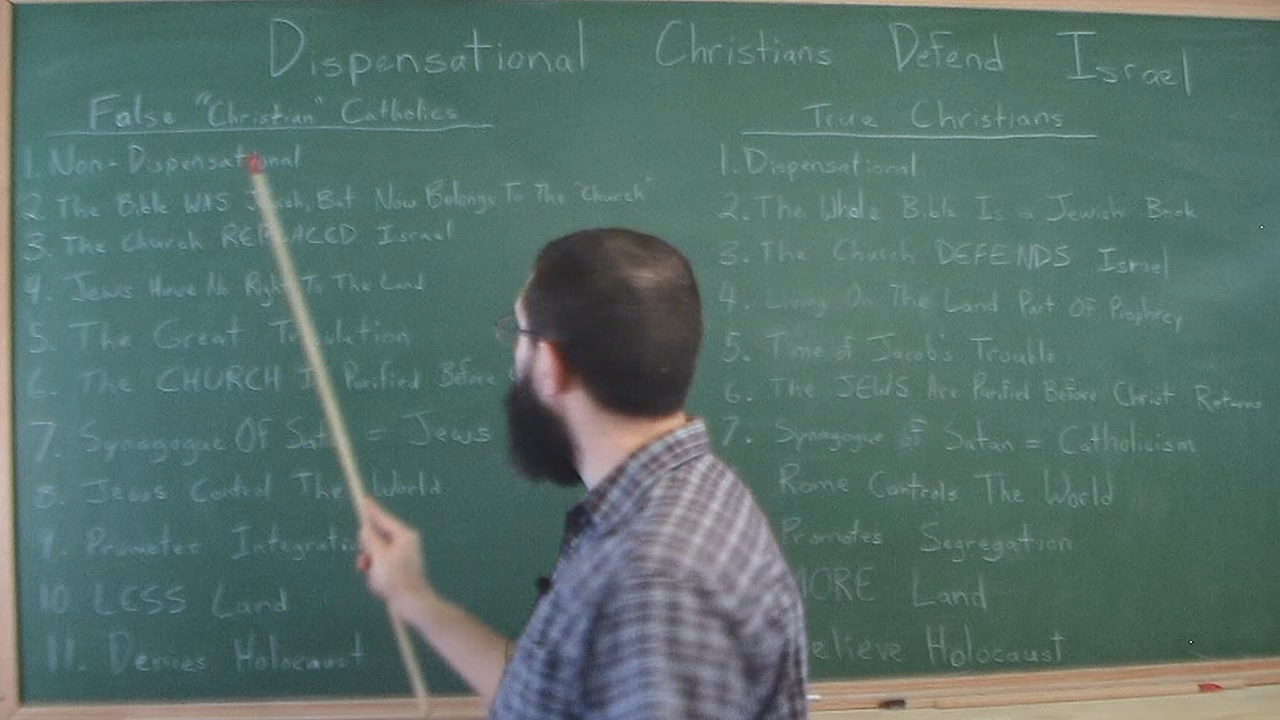 Dispensational Christians Defend Israel
False "Christian" Catholics
1. Non-Dispensational
2. The Bible WAS Jewish, But Now Belongs To The "Church"
3. The Church REPLACED Israel
4. Jews Have No Right To The Land
5. The Great Tribulation
6. The CHURCH Is Purified Before
7. Synagogue Of Satan = Jews
8. Jews Control The World
9. Promotes Integration
10. LESS Land
11. Denies Holocaust
True Christians
1. Dispensational
2. The Whole Bible Is a Jewish Book
3. The Church DEFENDS Israel
4. Living On The Land Part Of Prophecy
5. Time of Jacob's Trouble
6. The JEWS Are Purified Before Christ Returns
7. Synagogue of Satan = Catholicism
Rome Controls The World
Promotes Segregation
MORE Land
Believe Holocaust